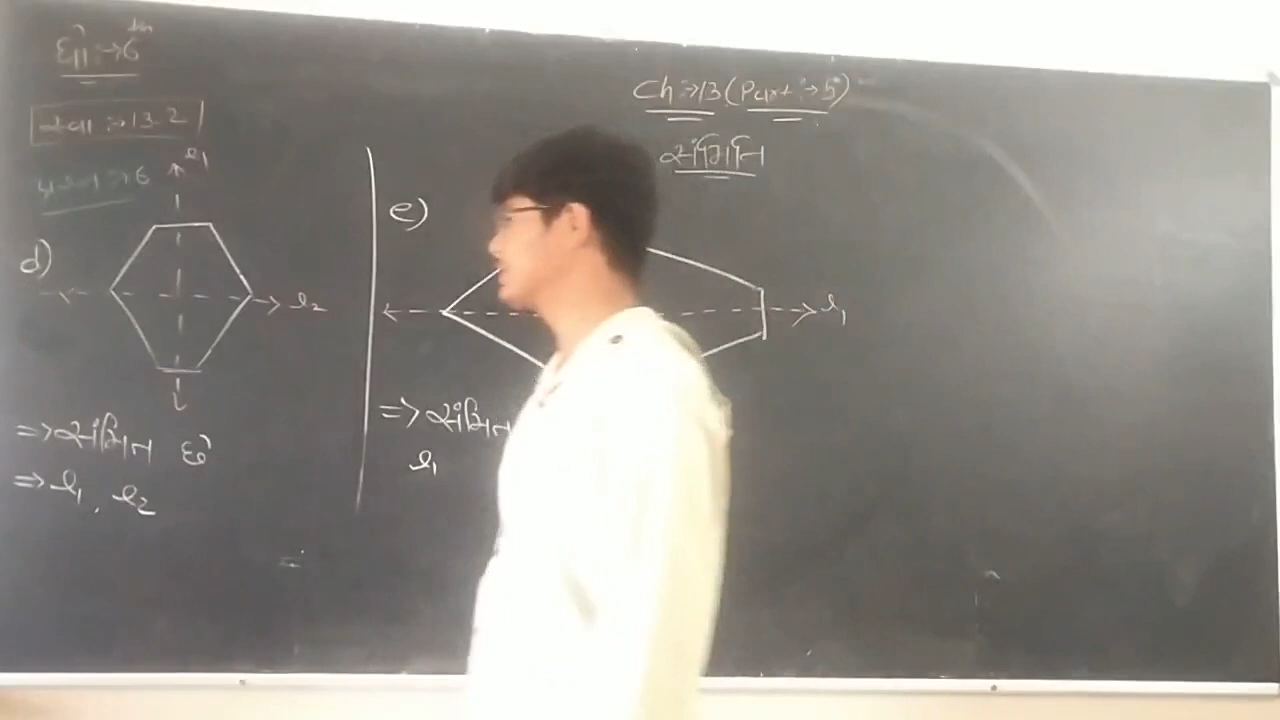 ધો :→ 6
સ્વા :→ 13.2
પ્રશ્ન :→ 6
Ch :→ 13 (Part :→ 5)
સંમિતિ
d)
l1
l2
⇒ સંમિત છે
⇒ l1, l2
e)
l1
⇒ સંમિત
l1